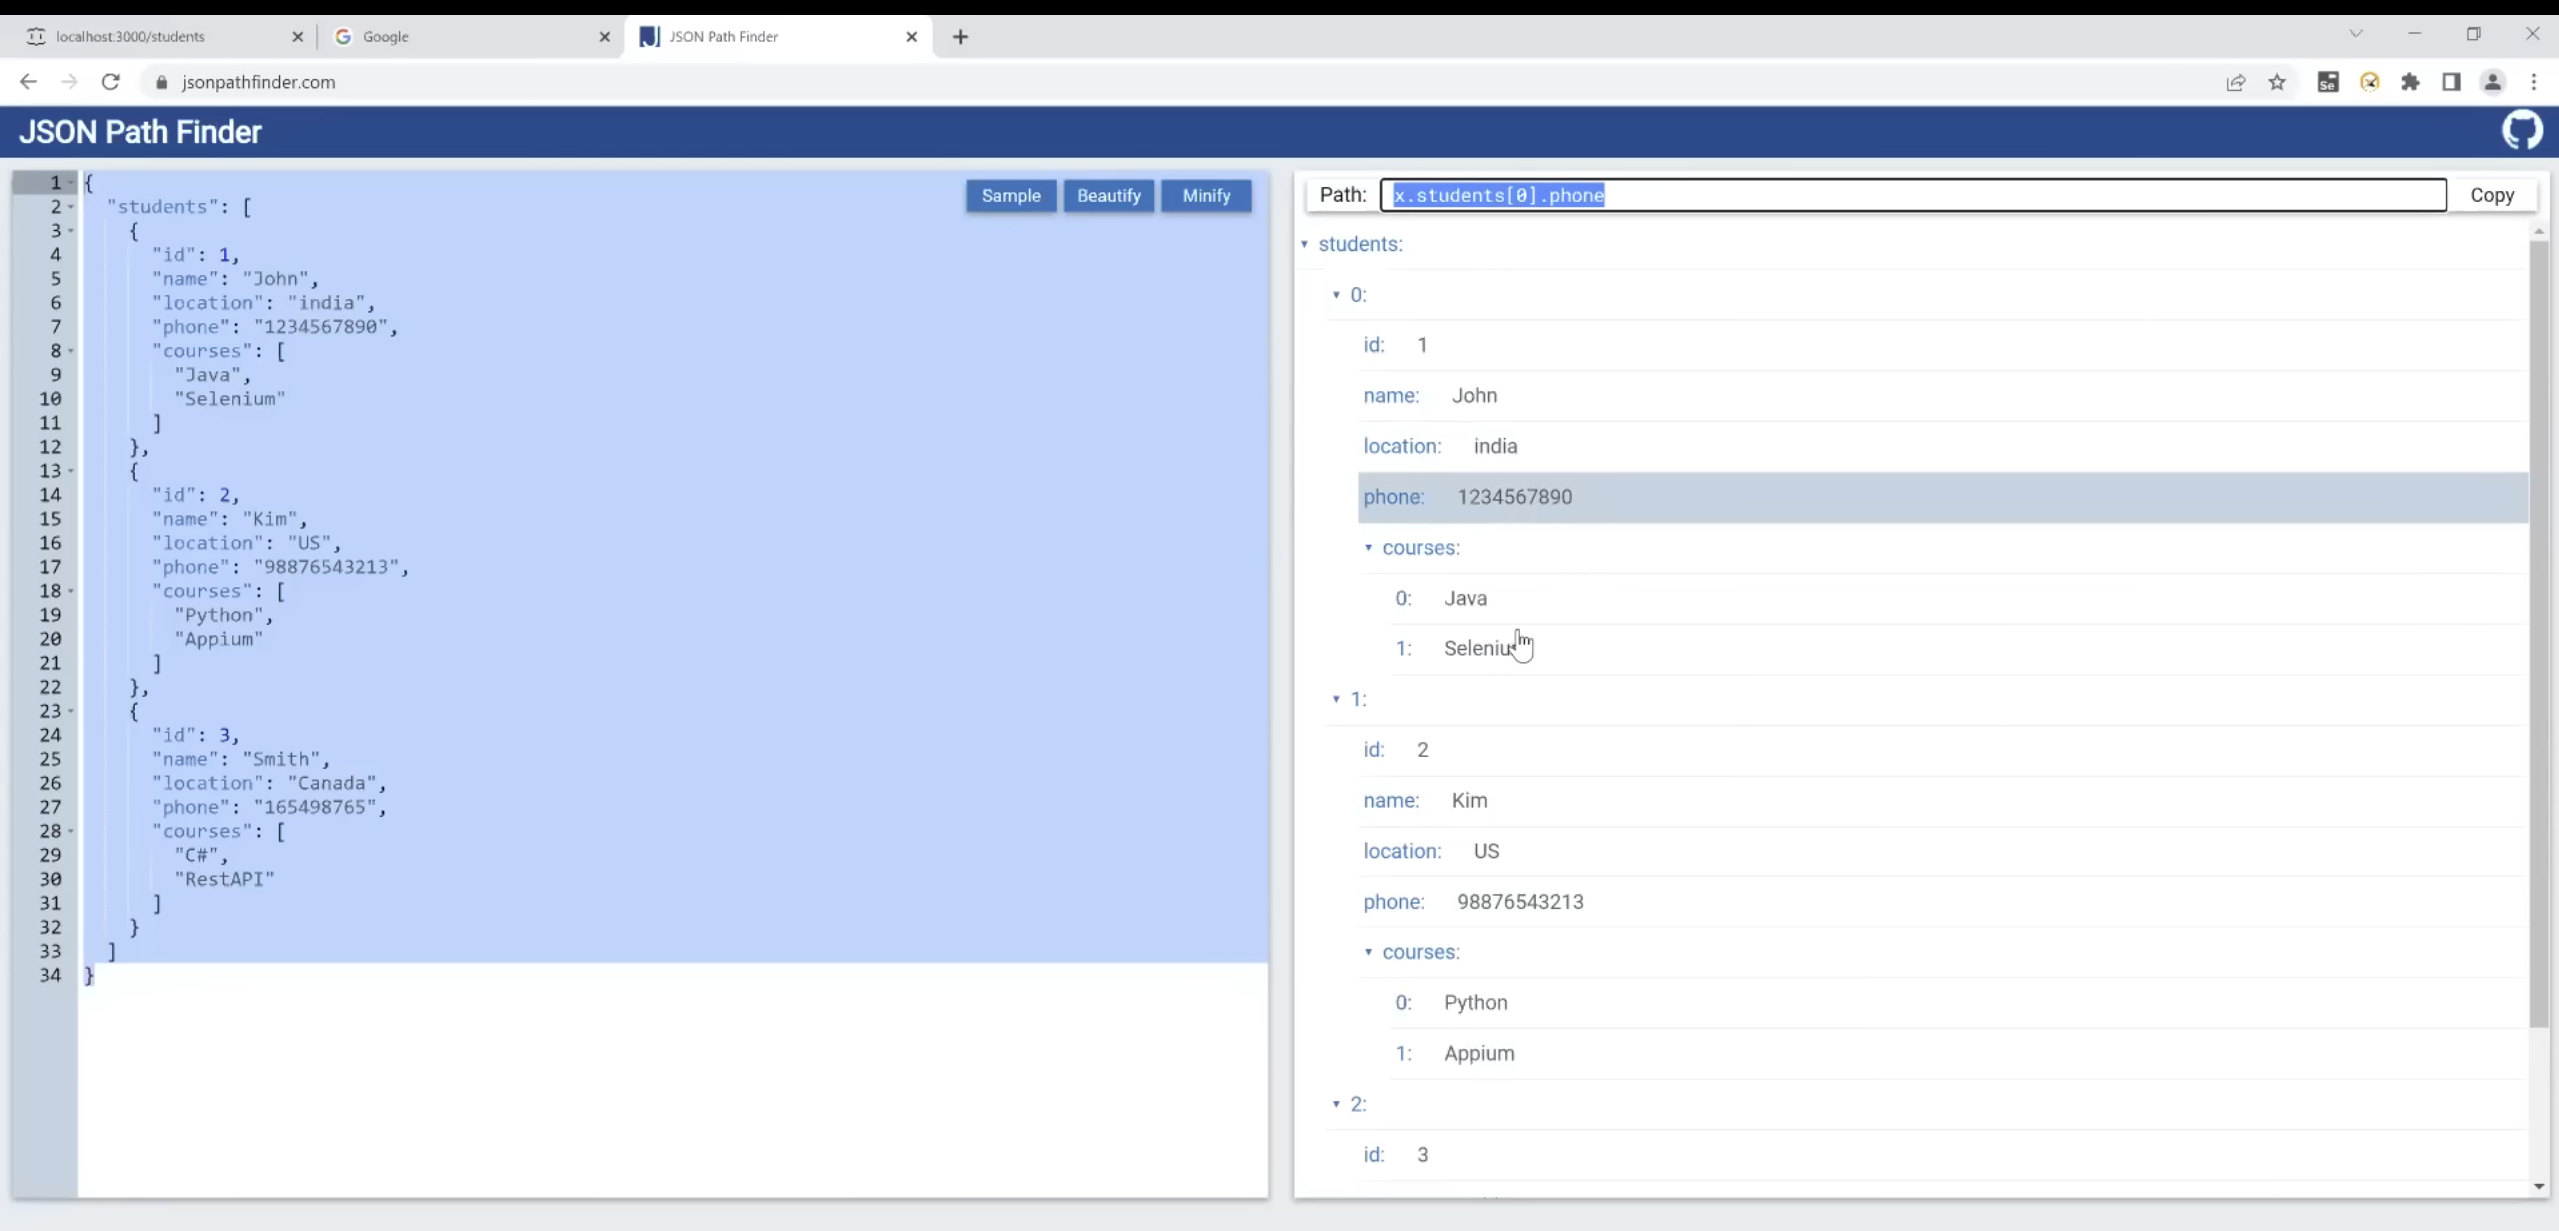 localhost:3000/students
Google
JSON Path Finder
jsonpathfinder.com
Se
JSON Path Finder
Sample Beautify Minify
1 {
2 "students": [
3 {
4 "id": 1,
5 "name": "John",
6 "location": "india",
7 "phone": "1234567890",
8 "courses": [
9 "Java",
10 "Selenium"
11 ]
12 },
13 {
14 "id": 2,
15 "name": "Kim",
16 "location": "US",
17 "phone": "98876543213",
18 "courses": [
19 "Python",
20 "Appium"
21 ]
22 },
23 {
24 "id": 3,
25 "name": "Smith",
26 "location": "Canada",
27 "phone": "165498765",
28 "courses": [
29 "C#",
30 "RestAPI"
31 ]
32 }
33 ]
34 }
Path: x.students[0].phone Copy
students:
0:
id: 1
name: John
location: india
phone: 1234567890
courses:
0: Java
1: Seleniu
1:
id: 2
name: Kim
location: US
phone: 98876543213
courses:
0: Python
1: Appium
2:
id: 3